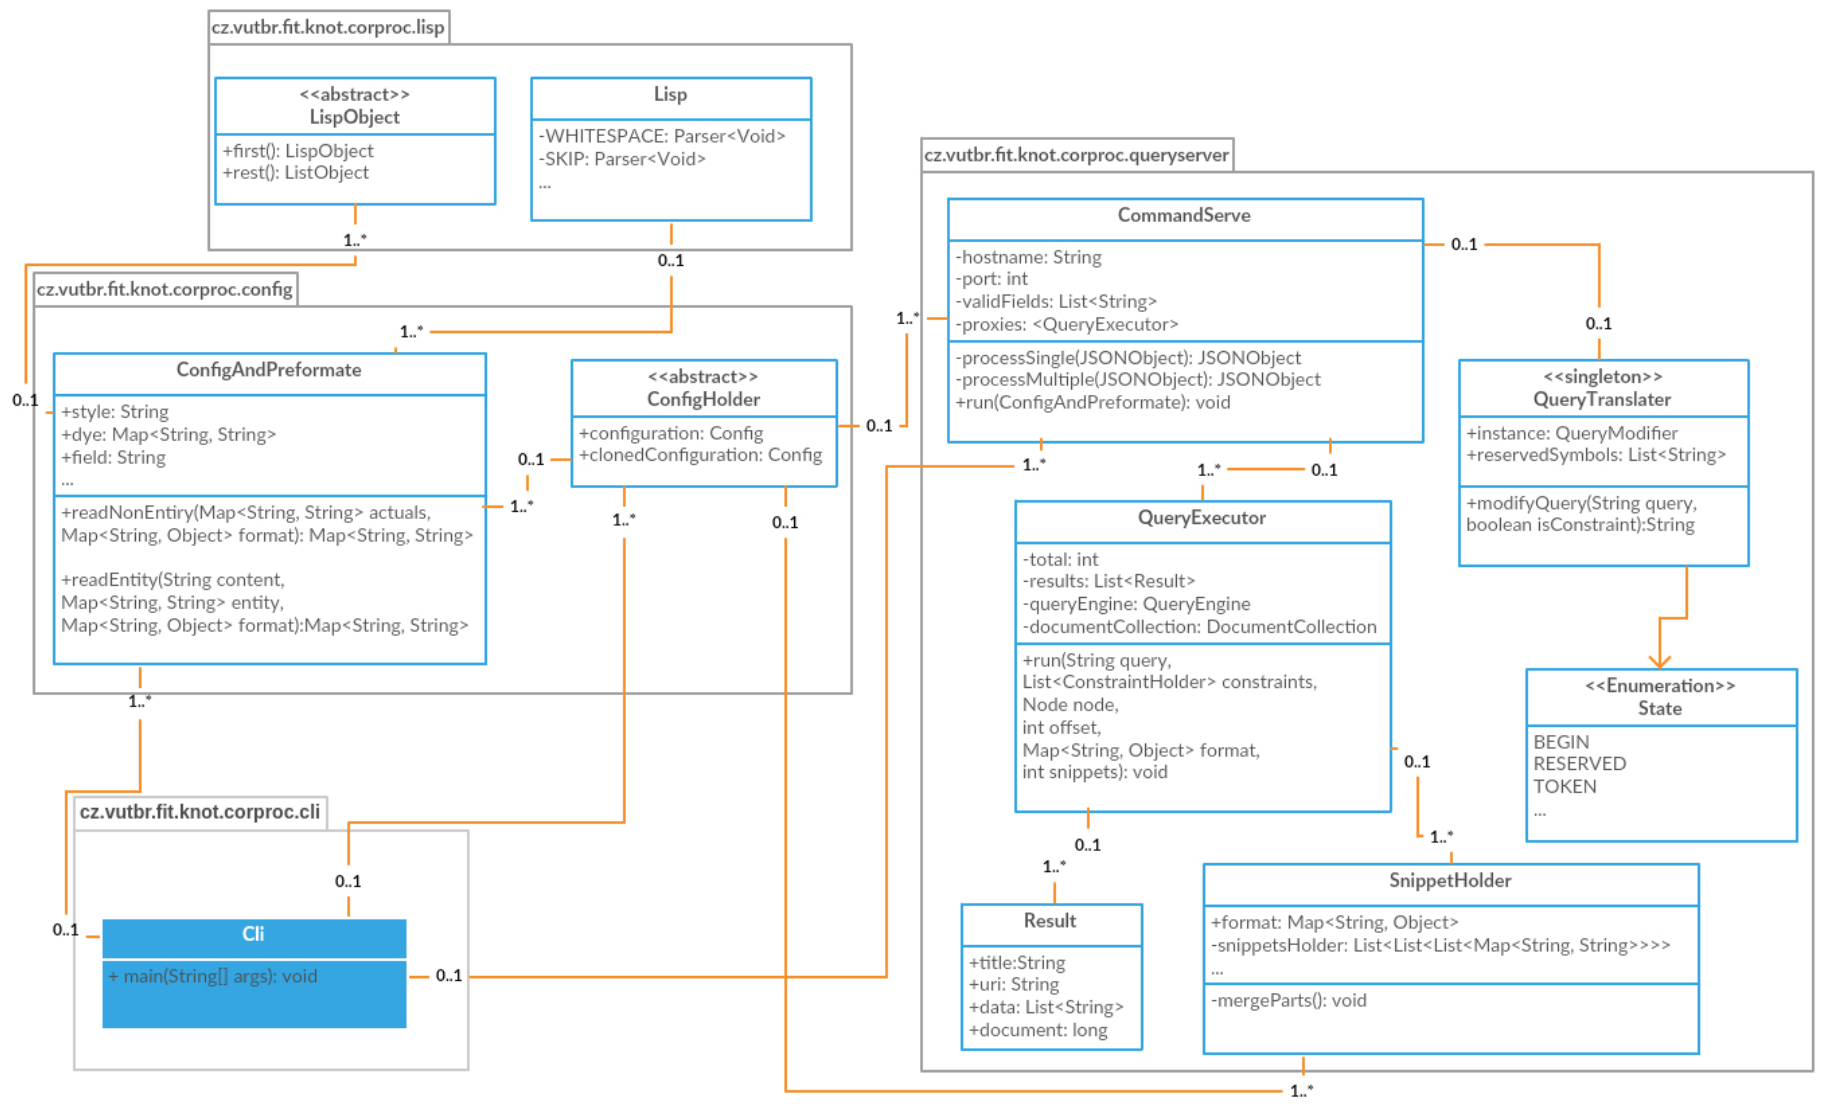 cz.vutbr.fit.knot.corproc.lisp
<<abstract>>
LispObject
+first(): LispObject
+rest(): ListObject
1..*
Lisp
-WHITESPACE: Parser<Void>
-SKIP: Parser<Void>
...
0..1
cz.vutbr.fit.knot.corproc.config
1..*
0..1
ConfigAndPreformate
+style: String
+dye: Map<String, String>
+field: String
...
+readNonEntiry(Map<String, String> actuals,
Map<String, Object> format): Map<String, String>
+readEntity(String content,
Map<String, String> entity,
Map<String, Object> format):Map<String, String>
1..*
0..1
1..*
<<abstract>>
ConfigHolder
+configuration: Config
+clonedConfiguration: Config
0..1
1..*
1..*
0..1
cz.vutbr.fit.knot.corproc.cli
0..1
0..1
Cli
+ main(String[] args): void
0..1
cz.vutbr.fit.knot.corproc.queryserver
CommandServe
-hostname: String
-port: int
-validFields: List<String>
-proxies: <QueryExecutor>
-processSingle(JSONObject): JSONObject
-processMultiple(JSONObject): JSONObject
+run(ConfigAndPreformate): void
0..1
0..1
1..*
1..*
0..1
<<singleton>>
QueryTranslater
+instance: QueryModifier
+reservedSymbols: List<String>
+modifyQuery(String query,
boolean isConstraint):String
QueryExecutor
-total: int
-results: List<Result>
-queryEngine: QueryEngine
-documentCollection: DocumentCollection
+run(String query,
List<ConstraintHolder> constraints,
Node node,
int offset,
Map<String, Object> format,
int snippets): void
0..1
1..*
0..1
1..*
<<Enumeration>>
State
BEGIN
RESERVED
TOKEN
...
Result
+title:String
+uri: String
+data: List<String>
+document: long
SnippetHolder
+format: Map<String, Object>
-snippetsHolder: List<List<List<Map<String, String>>>>
...
-mergeParts(): void
1..*